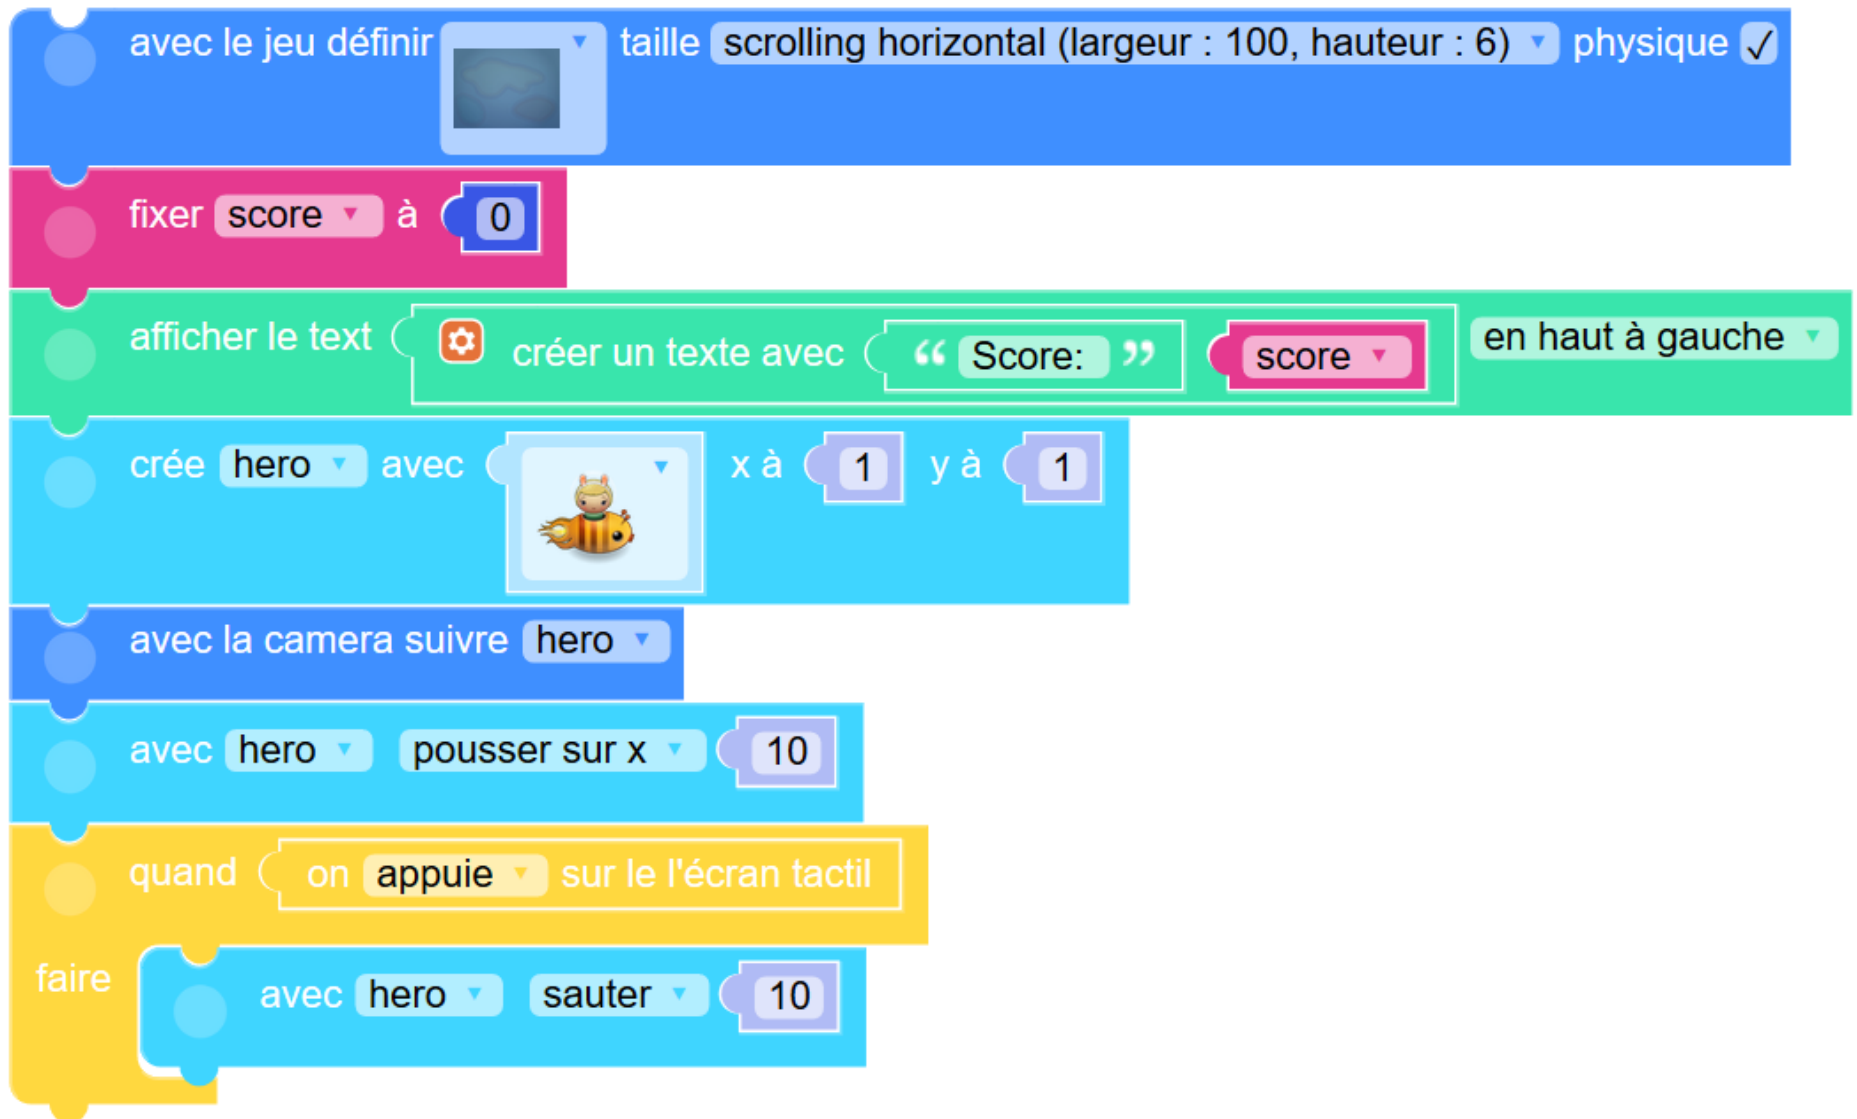 avec le jeu définir taille scrolling horizontal (largeur : 100, hauteur : 6) physique ✓
fixer score à 0
afficher le text créer un texte avec “ Score: ” score en haut à gauche
crée hero avec x à 1 y à 1
avec la camera suivre hero
avec hero pousser sur x 10
quand on appuie sur le l'écran tactil
faire avec hero sauter 10